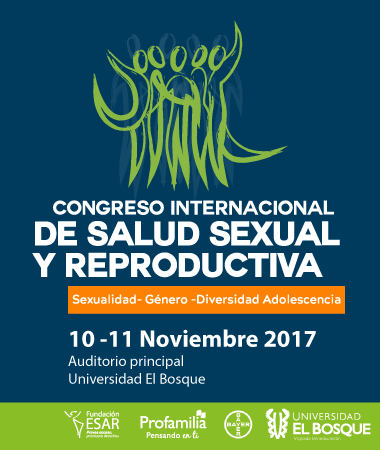 CONGRESO INTERNACIONAL
DE SALUD SEXUAL
Y REPRODUCTIVA
Sexualidad- Género -Diversidad Adolescencia
10 -11 Noviembre 2017
Auditorio principal
Universidad El Bosque
Fundación
ESAR
Profamilia
Pensando en ti
BAYER
UNIVERSIDAD
EL BOSQUE